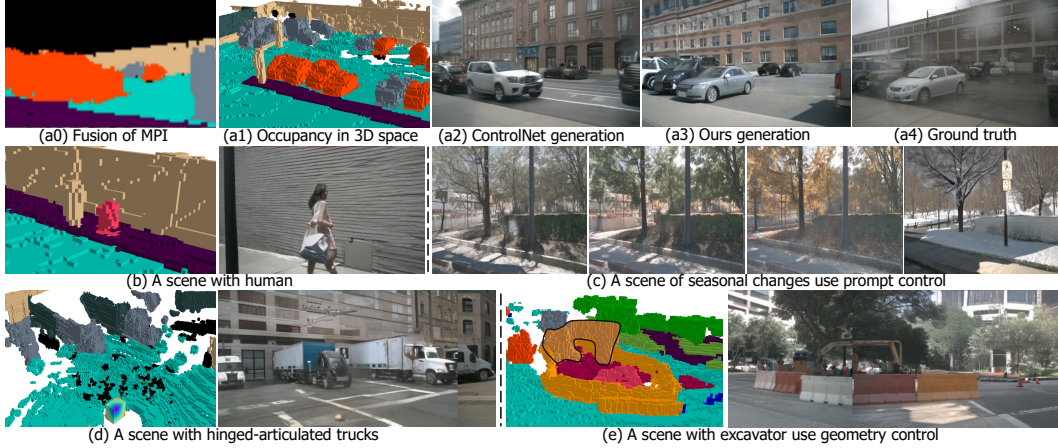 (a0) Fusion of MPI
(a1) Occupancy in 3D space
(a2) ControlNet generation
(a3) Ours generation
(a4) Ground truth
(b) A scene with human
(c) A scene of seasonal changes use prompt control
(d) A scene with hinged-articulated trucks
(e) A scene with excavator use geometry control